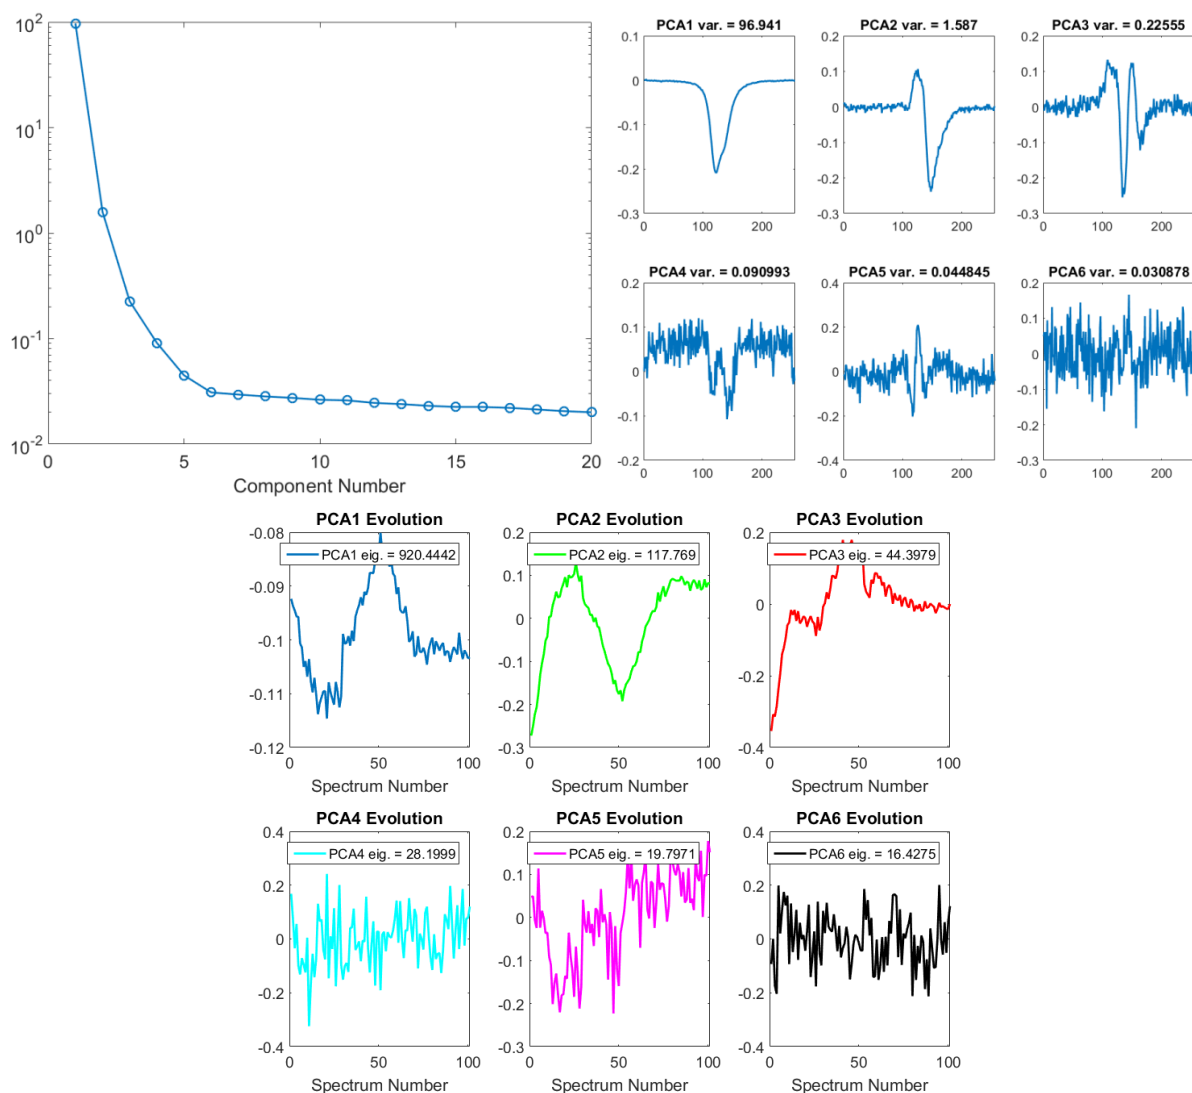 10^2
10^1
10^0
10^-1
10^-2
0 5 10 15 20
Component Number
PCA1 var. = 96.941
0.1
0
-0.1
-0.2
-0.3
0 100 200
PCA2 var. = 1.587
0.2
0.1
0
-0.1
-0.2
-0.3
0 100 200
PCA3 var. = 0.22555
0.2
0.1
0
-0.1
-0.2
-0.3
0 100 200
PCA4 var. = 0.090993
0.2
0.1
0
-0.1
-0.2
0 100 200
PCA5 var. = 0.044845
0.4
0.2
0
-0.2
-0.4
0 100 200
PCA6 var. = 0.030878
0.2
0.1
0
-0.1
-0.2
-0.3
0 100 200
PCA1 Evolution
PCA1 eig. = 920.4442
-0.08
-0.09
-0.1
-0.11
-0.12
0 50 100
Spectrum Number
PCA2 Evolution
PCA2 eig. = 117.769
0.2
0.1
0
-0.1
-0.2
-0.3
0 50 100
Spectrum Number
PCA3 Evolution
PCA3 eig. = 44.3979
0.2
0
-0.2
-0.4
0 50 100
Spectrum Number
PCA4 Evolution
PCA4 eig. = 28.1999
0.4
0.2
0
-0.2
-0.4
0 50 100
Spectrum Number
PCA5 Evolution
PCA5 eig. = 19.7971
0.2
0.1
0
-0.1
-0.2
-0.3
0 50 100
Spectrum Number
PCA6 Evolution
PCA6 eig. = 16.4275
0.4
0.2
0
-0.2
-0.4
0 50 100
Spectrum Number